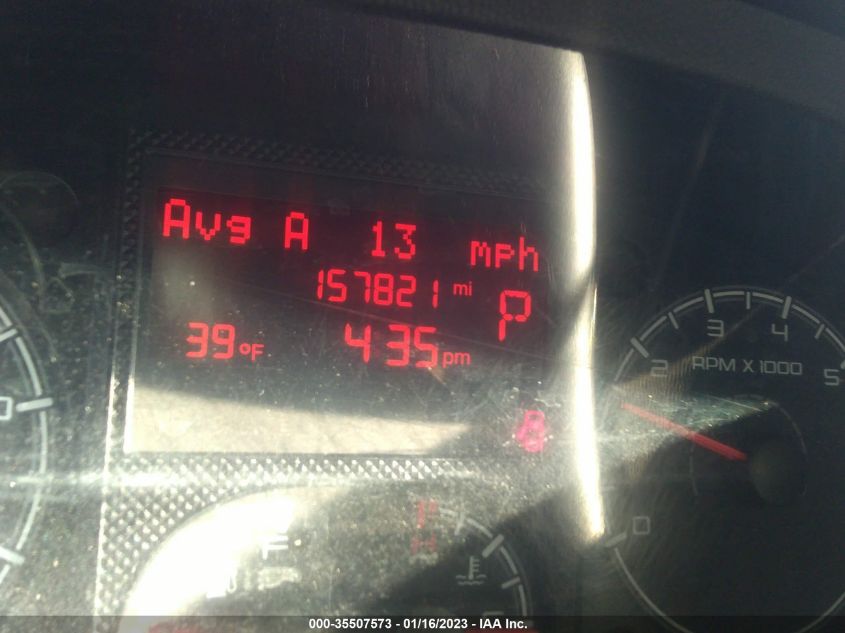 Avg A 13 mph
157821 mi
P
39°F 4:35 pm
2 3 4 5
RPM X 1000
0
F
H
000-35507573 - 01/16/2023 - IAA Inc.